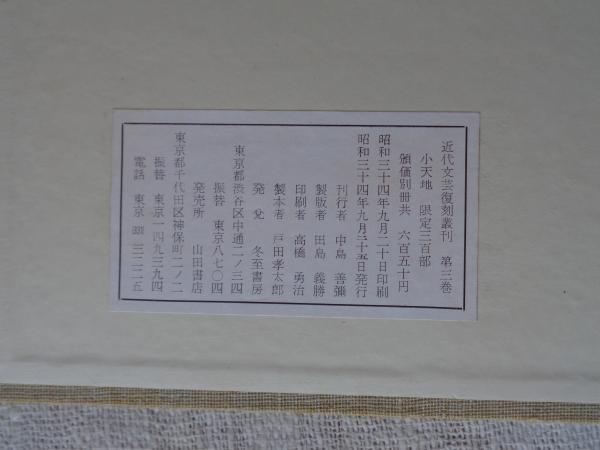 近代文芸復刻叢刊　第三巻
小天地　限定三百部
頒価別冊共　六百五十円
昭和三十四年九月二十日印刷
昭和三十四年九月二十五日発行
刊行者　中島　善彌
製版者　田島　義勝
印刷者　高橋　勇治
製本者　戸田孝太郎
発兌　冬至書房
東京都渋谷区中通二ノ三四
振替　東京八七〇四
発売所　山田書店
東京都千代田区神保町二ノ二
振替　東京一四九三九四
電話　東京　三三二二五